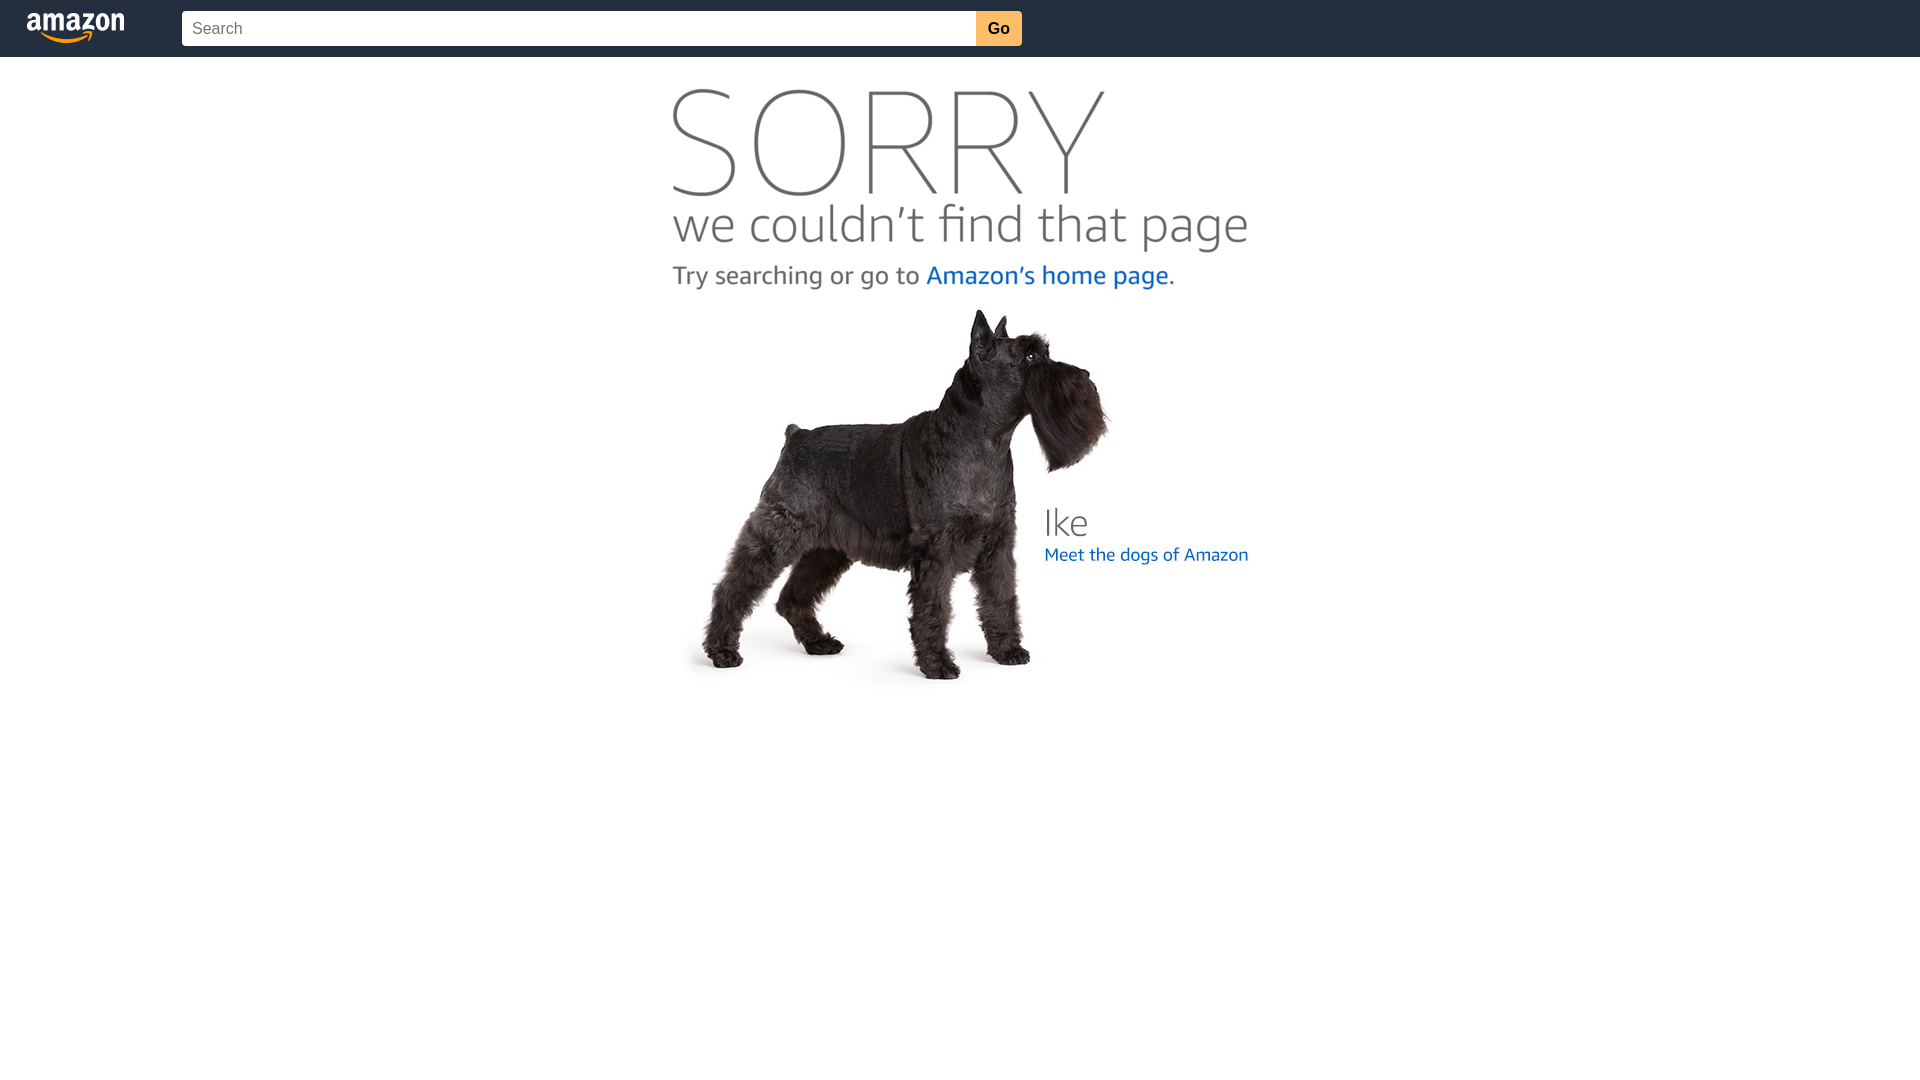 amazon
Search
Go
SORRY
we couldn't find that page
Try searching or go to Amazon's home page.
Ike
Meet the dogs of Amazon